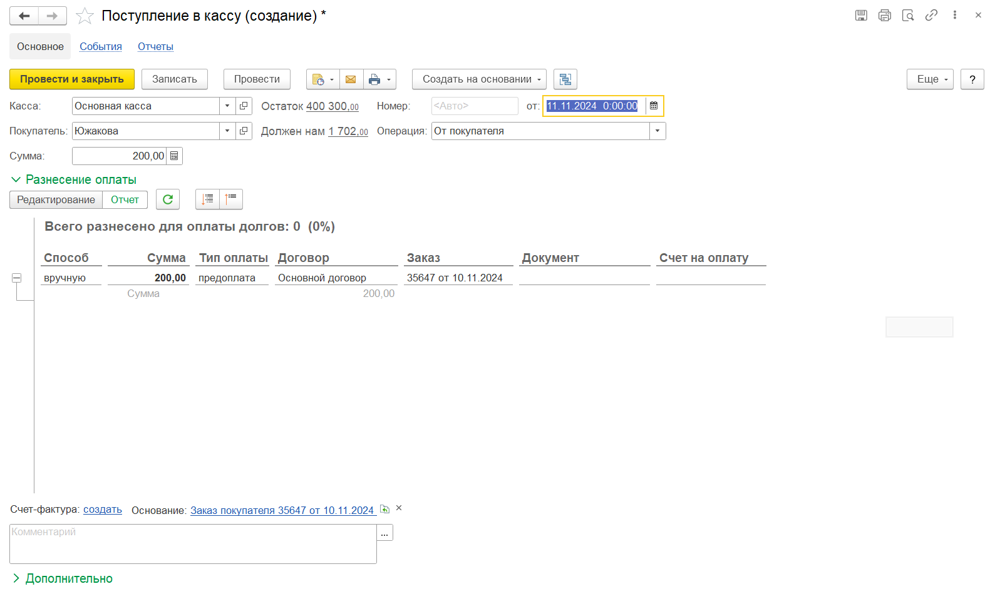 Поступление в кассу (создание) *
Основное События Отчеты
Провести и закрыть Записать Провести Создать на основании Еще ?
Касса: Основная касса Остаток 400 300,00 Номер: <Авто> от: 11.11.2024 0:00:00
Покупатель: Южакова Должен нам 1 702,00 Операция: От покупателя
Сумма: 200,00
Разнесение оплаты
Редактирование Отчет
Всего разнесено для оплаты долгов: 0 (0%)
Способ Сумма Тип оплаты Договор Заказ Документ Счет на оплату
вручную 200,00 предоплата Основной договор 35647 от 10.11.2024
Сумма 200,00
Счет-фактура: создать Основание: Заказ покупателя 35647 от 10.11.2024
Комментарий ...
Дополнительно